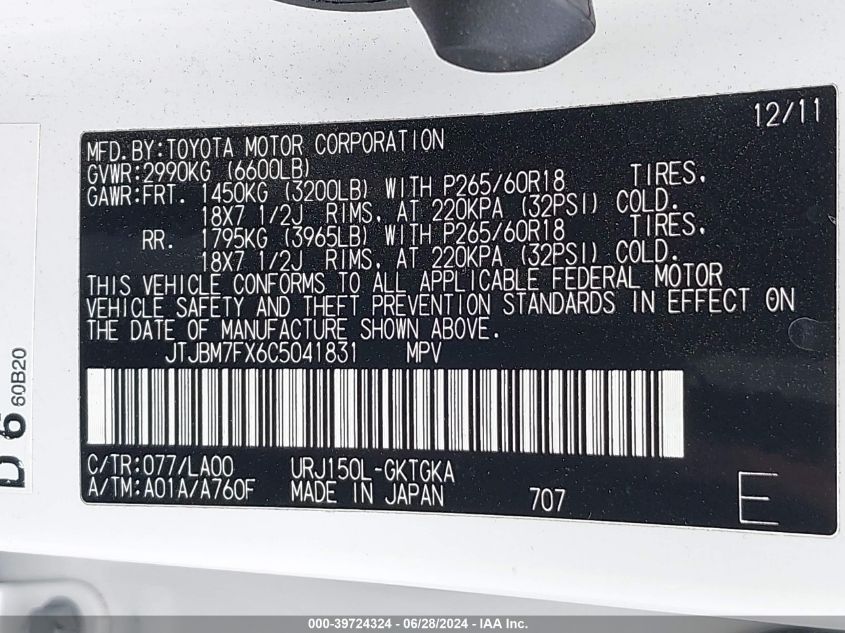 12/11
MFD.BY:TOYOTA MOTOR CORPORATION
GVWR:2990KG (6600LB)
GAWR:FRT. 1450KG (3200LB) WITH P265/60R18 TIRES,
18X7 1/2J RIMS, AT 220KPA (32PSI) COLD.
RR. 1795KG (3965LB) WITH P265/60R18 TIRES,
18X7 1/2J RIMS, AT 220KPA (32PSI) COLD.
THIS VEHICLE CONFORMS TO ALL APPLICABLE FEDERAL MOTOR
VEHICLE SAFETY AND THEFT PREVENTION STANDARDS IN EFFECT ON
THE DATE OF MANUFACTURE SHOWN ABOVE.
JTJBM7FX6C5041831 MPV
C/TR:077/LA00 URJ150L-GKTGKA
A/TM:A01A/A760F MADE IN JAPAN 707 E
D 6 60B20
000-39724324 - 06/28/2024 - IAA Inc.